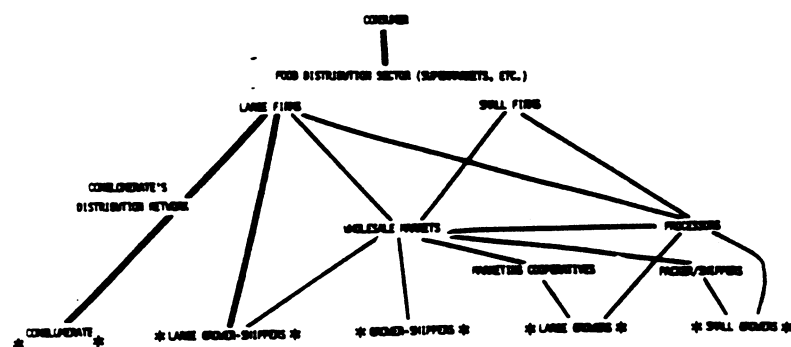 CONSUMER
FOOD DISTRIBUTION SECTOR (SUPERMARKETS, ETC.)
LARGE FIRMS SMALL FIRMS
CONGLOMERATE'S
DISTRIBUTION NETWORK
WHOLESALE MARKETS PROCESSORS
MARKETING COOPERATIVES PACKER/SHIPPERS
* CONGLOMERATE * * LARGE GROWER-SHIPPERS * * GROWER-SHIPPERS * * LARGE GROWERS * * SMALL GROWERS *